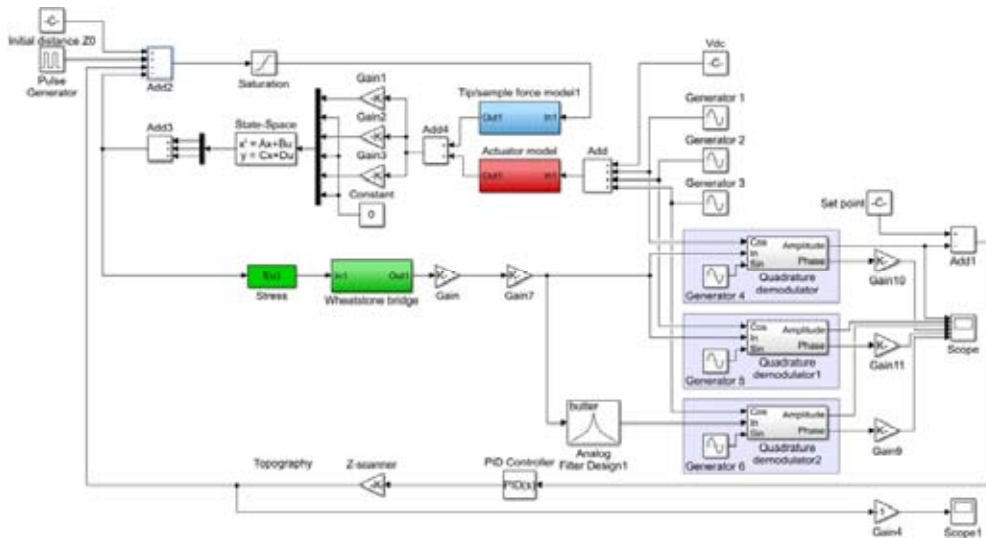 -C-
Initial distance Z0
Pulse
Generator
Add2
Saturation
Vdc
-C-
Gain1
-K-
Tip/sample force model1
Out1 In1
Generator 1
Gain2
-K-
Add3
State-Space
x' = Ax+Bu
y = Cx+Du
Add4
Actuator model
Out1 In1
Add
Generator 2
Gain3
-K-
Generator 3
Constant
0
Set point
-C-
Add1
Cos
In
Sin
Amplitude
Phase
Generator 4
Quadrature
demodulator
K-
Gain10
f(u)
Stress
In1 Out1
Wheatstone bridge
K-
Gain
K-
Gain7
Cos
In
Sin
Amplitude
Phase
Generator 5
Quadrature
demodulator1
K-
Gain11
Scope
butter
Analog
Filter Design1
Cos
In
Sin
Amplitude
Phase
Generator 6
Quadrature
demodulator2
K-
Gain9
Topography
Z-scanner
-K-
PID Controller
PID(s)
1
Gain4
Scope1